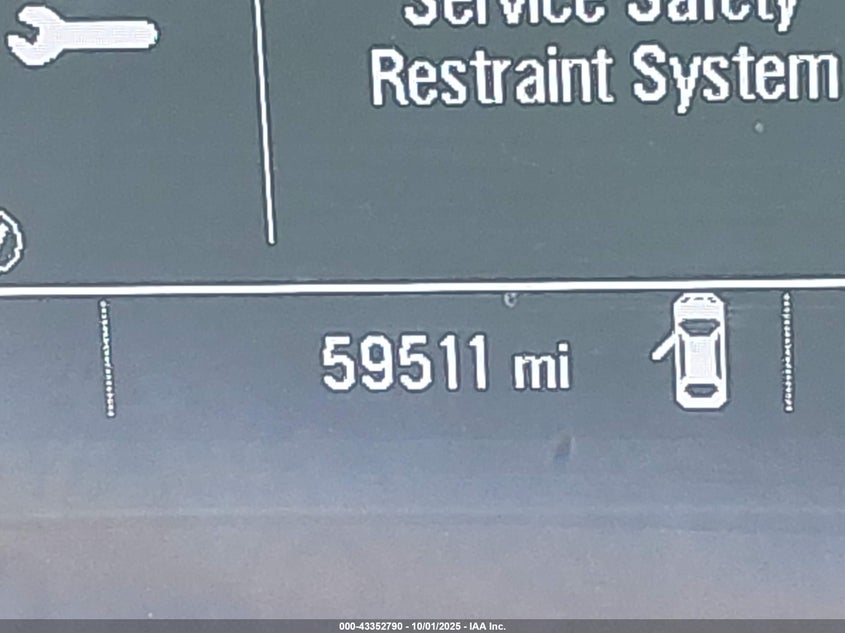 Service Safety
Restraint System
59511 mi
000-43352790 - 10/01/2025 - IAA Inc.